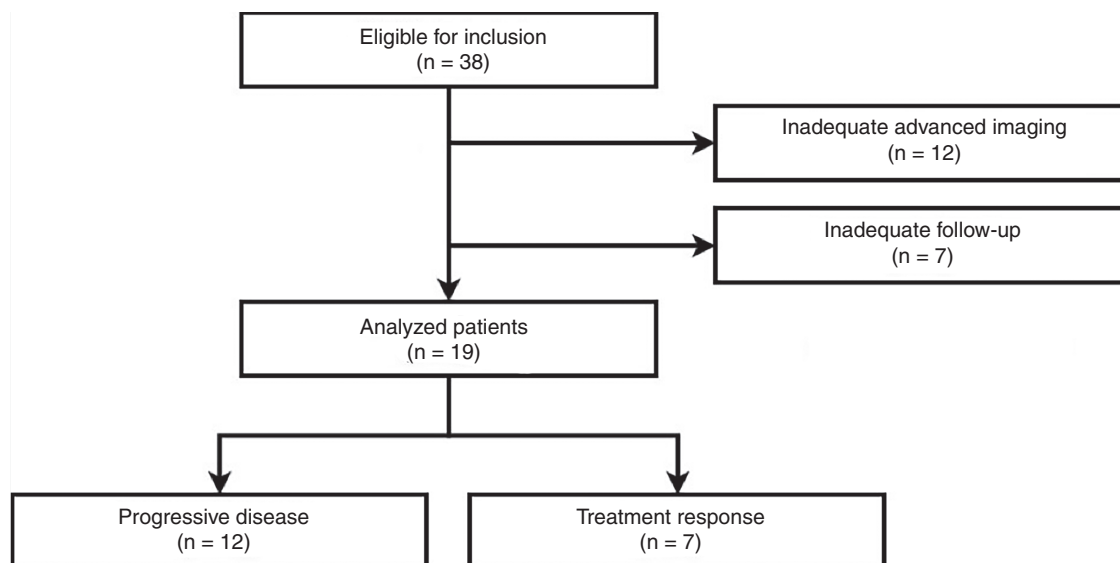 Eligible for inclusion
(n = 38)
Inadequate advanced imaging
(n = 12)
Inadequate follow-up
(n = 7)
Analyzed patients
(n = 19)
Progressive disease
(n = 12)
Treatment response
(n = 7)